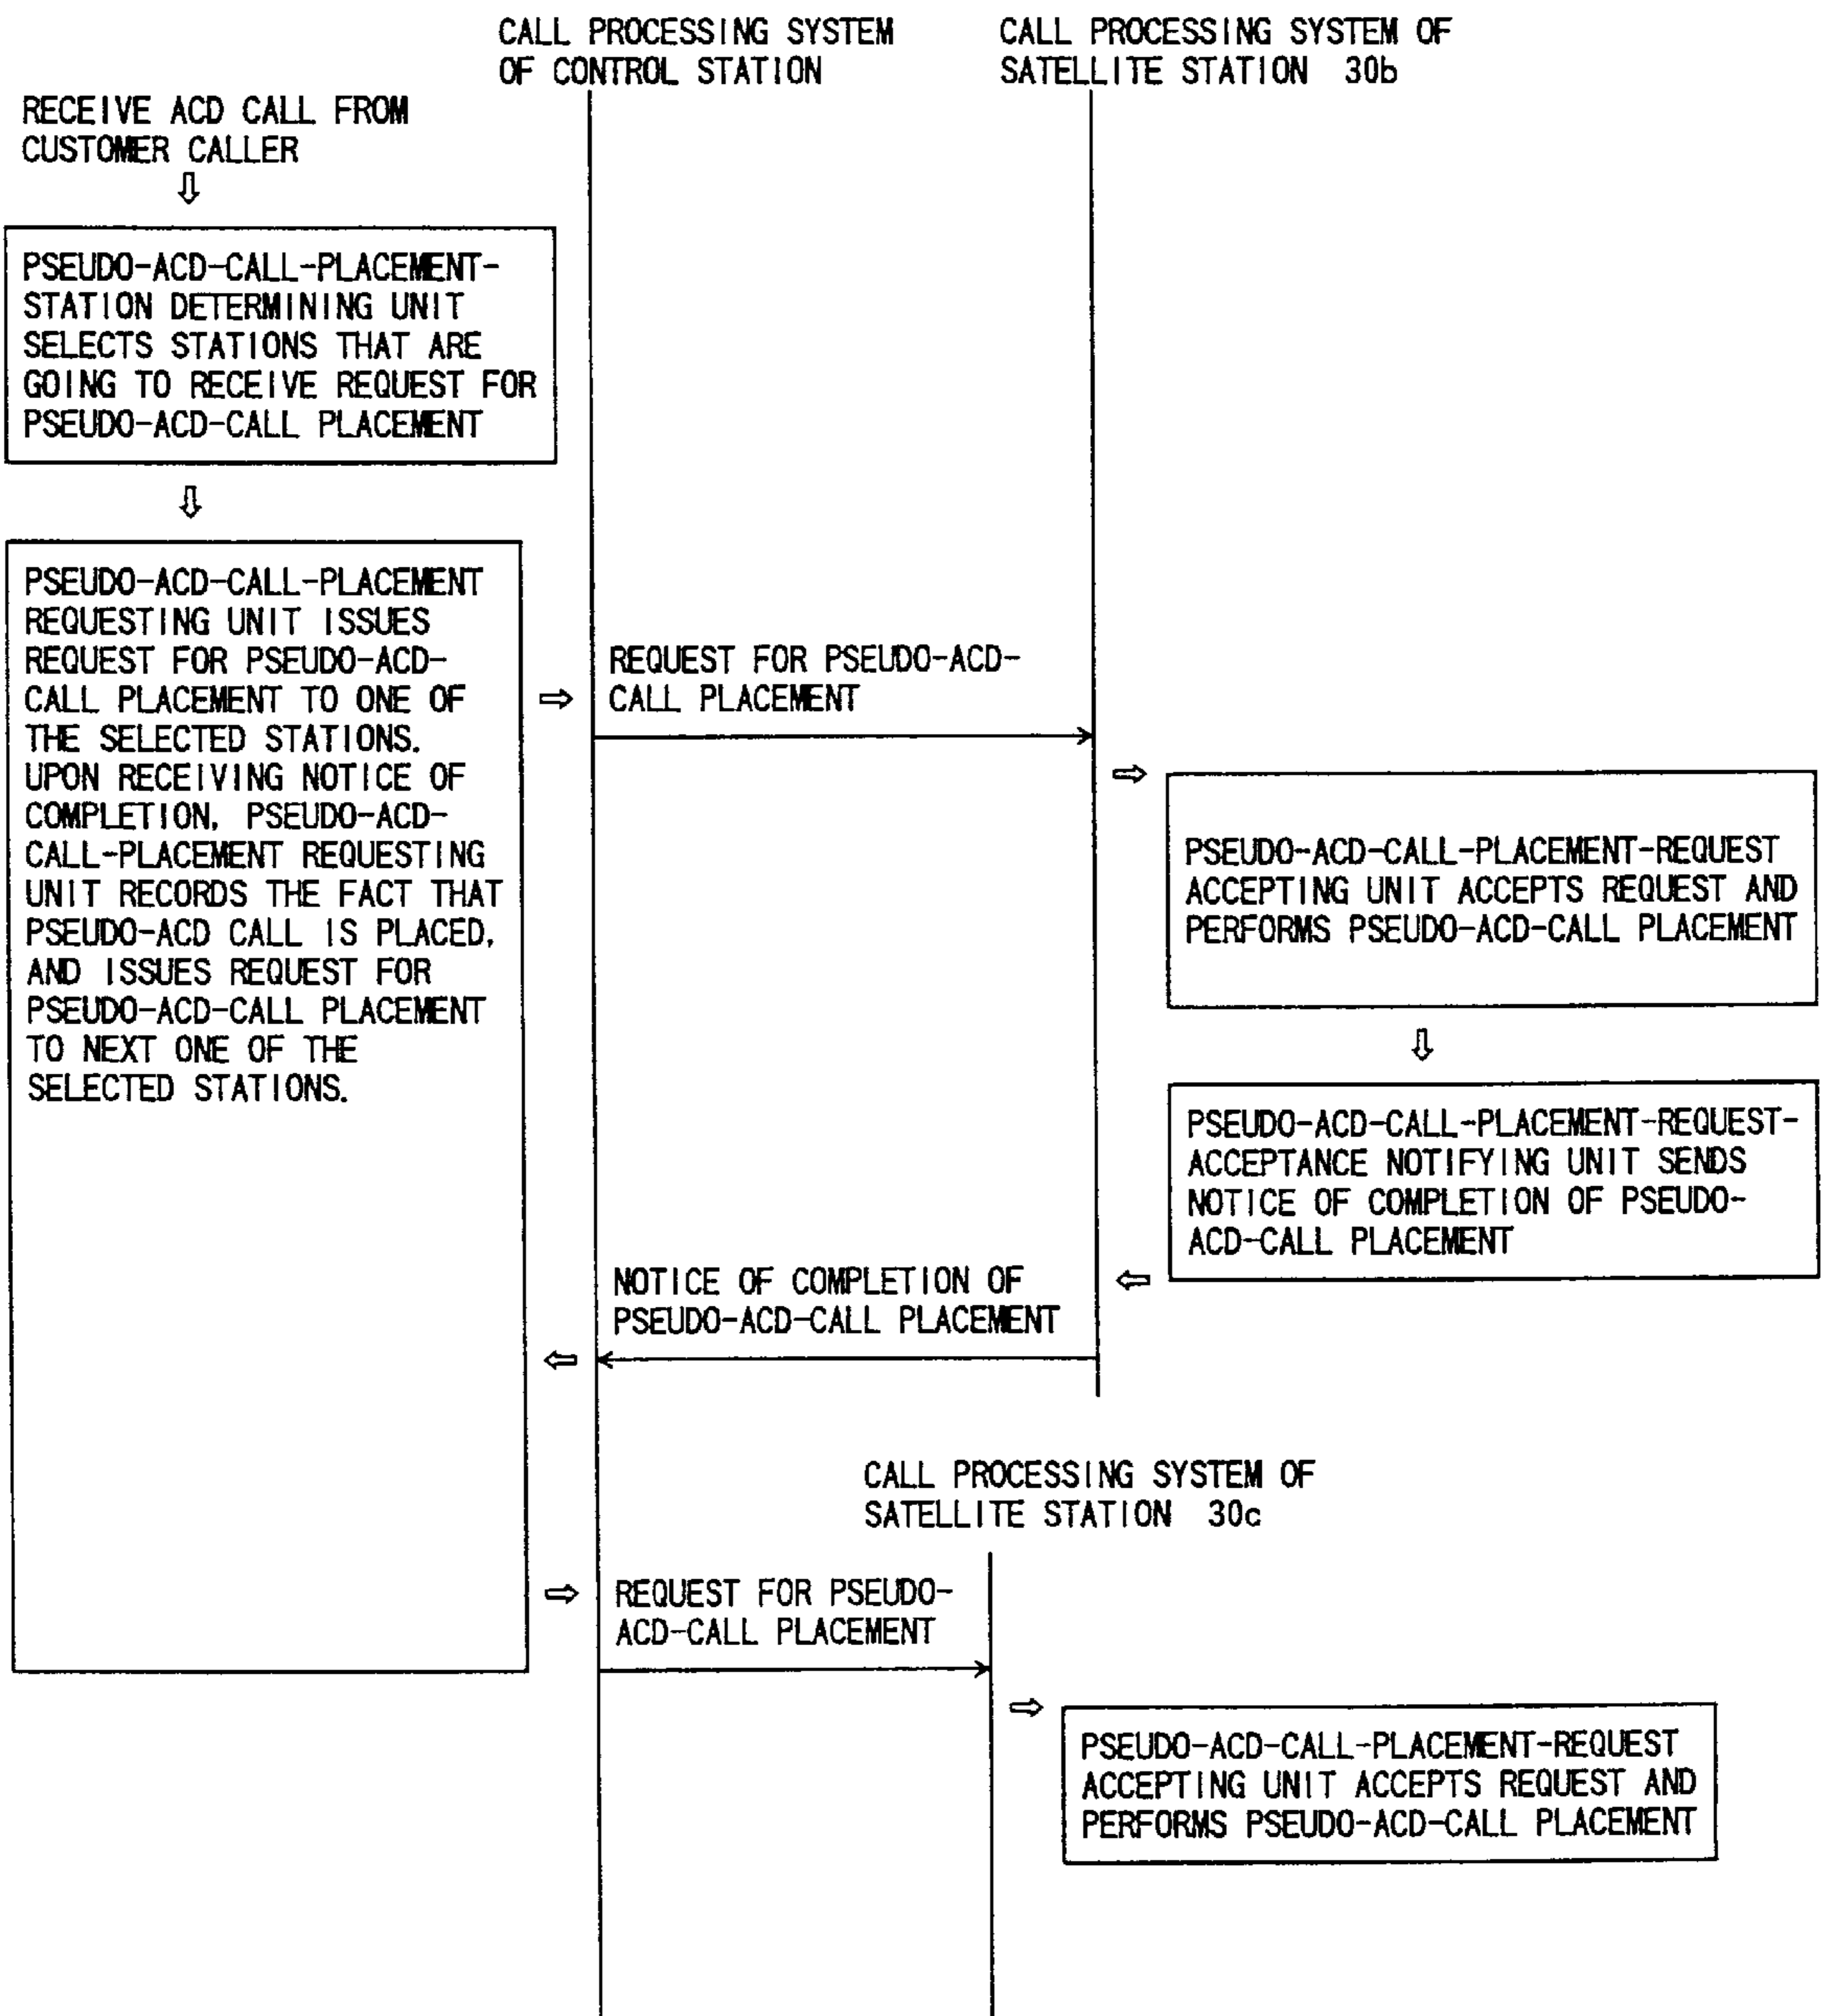 CALL PROCESSING SYSTEM
OF CONTROL STATION
CALL PROCESSING SYSTEM OF
SATELLITE STATION 30b
RECEIVE ACD CALL FROM
CUSTOMER CALLER
PSEUDO-ACD-CALL-PLACEMENT-
STATION DETERMINING UNIT
SELECTS STATIONS THAT ARE
GOING TO RECEIVE REQUEST FOR
PSEUDO-ACD-CALL PLACEMENT
PSEUDO-ACD-CALL-PLACEMENT
REQUESTING UNIT ISSUES
REQUEST FOR PSEUDO-ACD-
CALL PLACEMENT TO ONE OF
THE SELECTED STATIONS.
UPON RECEIVING NOTICE OF
COMPLETION, PSEUDO-ACD-
CALL-PLACEMENT REQUESTING
UNIT RECORDS THE FACT THAT
PSEUDO-ACD CALL IS PLACED,
AND ISSUES REQUEST FOR
PSEUDO-ACD-CALL PLACEMENT
TO NEXT ONE OF THE
SELECTED STATIONS.
REQUEST FOR PSEUDO-ACD-
CALL PLACEMENT
PSEUDO-ACD-CALL-PLACEMENT-REQUEST
ACCEPTING UNIT ACCEPTS REQUEST AND
PERFORMS PSEUDO-ACD-CALL PLACEMENT
PSEUDO-ACD-CALL-PLACEMENT-REQUEST-
ACCEPTANCE NOTIFYING UNIT SENDS
NOTICE OF COMPLETION OF PSEUDO-
ACD-CALL PLACEMENT
NOTICE OF COMPLETION OF
PSEUDO-ACD-CALL PLACEMENT
CALL PROCESSING SYSTEM OF
SATELLITE STATION 30c
REQUEST FOR PSEUDO-
ACD-CALL PLACEMENT
PSEUDO-ACD-CALL-PLACEMENT-REQUEST
ACCEPTING UNIT ACCEPTS REQUEST AND
PERFORMS PSEUDO-ACD-CALL PLACEMENT